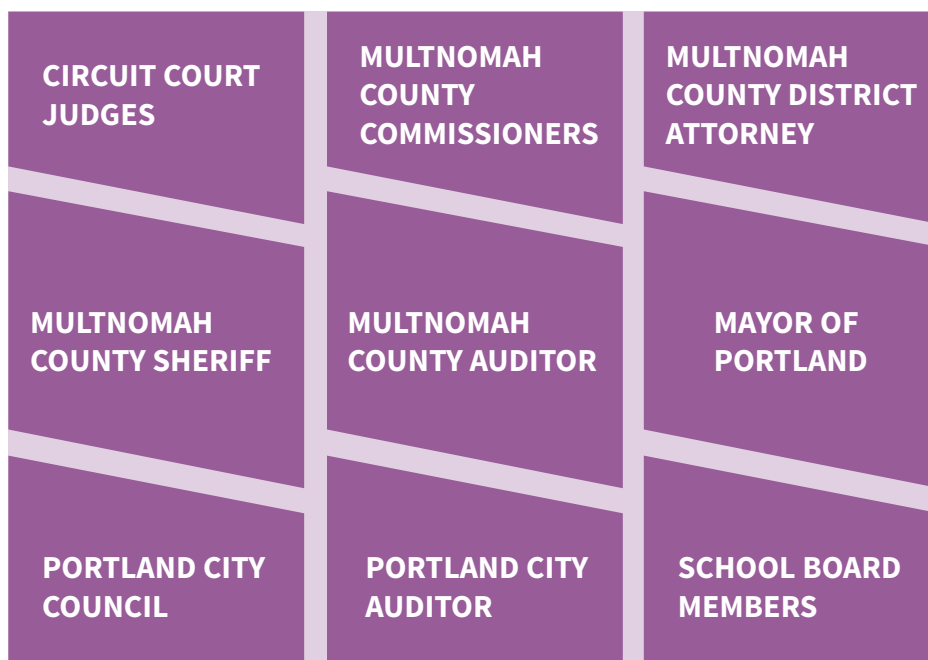 CIRCUIT COURT
JUDGES
MULTNOMAH
COUNTY
COMMISSIONERS
MULTNOMAH
COUNTY DISTRICT
ATTORNEY
MULTNOMAH
COUNTY SHERIFF
MULTNOMAH
COUNTY AUDITOR
MAYOR OF
PORTLAND
PORTLAND CITY
COUNCIL
PORTLAND CITY
AUDITOR
SCHOOL BOARD
MEMBERS